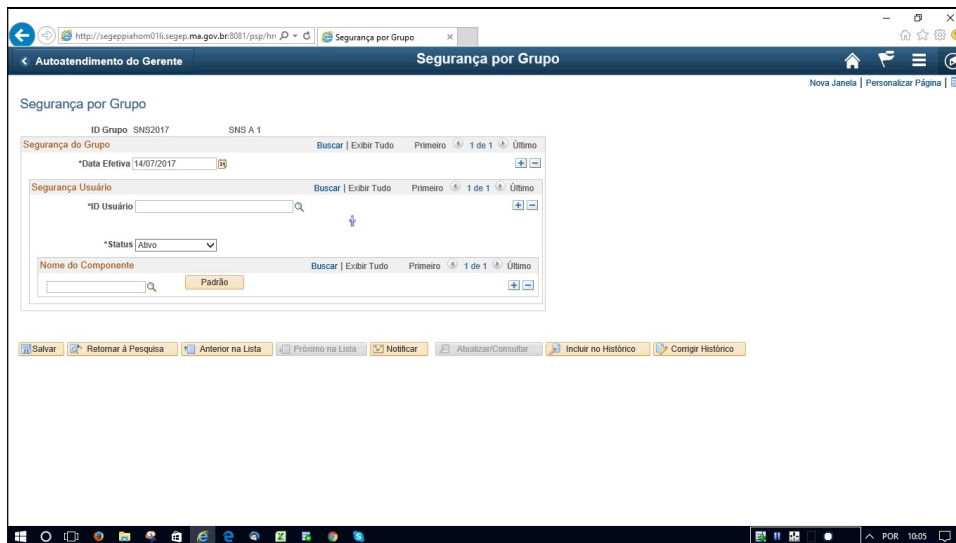 http://segeppiahom01li.segep.ma.gov.br:8081/psp/hn Segurança por Grupo
Autoatendimento do Gerente Segurança por Grupo
Nova Janela | Personalizar Página |
Segurança por Grupo
ID Grupo SNS2017 SNS A 1
Segurança do Grupo Buscar | Exibir Tudo Primeiro 1 de 1 Último
*Data Efetiva 14/07/2017
Segurança Usuário Buscar | Exibir Tudo Primeiro 1 de 1 Último
*ID Usuário
*Status Ativo
Nome do Componente Buscar | Exibir Tudo Primeiro 1 de 1 Último
Padrão
Salvar Retornar à Pesquisa Anterior na Lista Próximo na Lista Notificar Atualizar/Consultar Incluir no Histórico Corrigir Histórico
POR 10:05